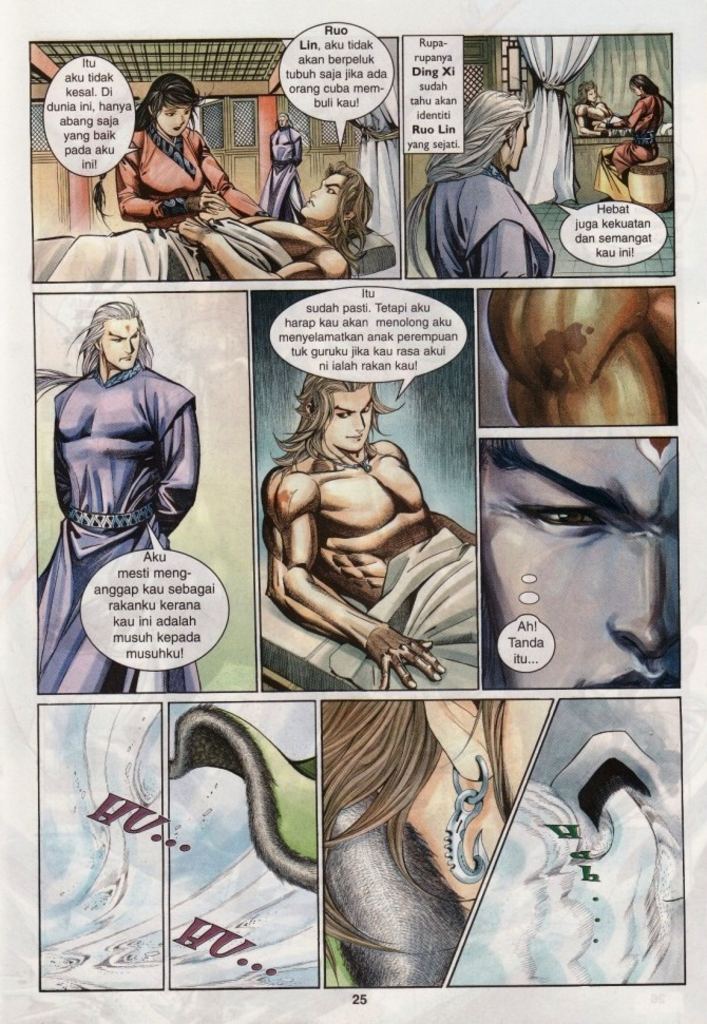 Itu
aku tidak
kesal. Di
dunia ini, hanya
abang saja
yang baik
pada aku
ini!
Ruo
Lin, aku tidak
akan berpeluk
tubuh saja jika ada
orang cuba mem-
buli kau!
Rupa-
rupanya
Ding Xi
sudah
tahu akan
identiti
Ruo Lin
yang sejati.
Hebat
juga kekuatan
dan semangat
kau ini!
Aku
mesti meng-
anggap kau sebagai
rakanku kerana
kau ini adalah
musuh kepada
musuhku!
Itu
sudah pasti. Tetapi aku
harap kau akan menolong aku
menyelamatkan anak perempuan
tuk guruku jika kau rasa akui
ni ialah rakan kau!
Ah!
Tanda
itu...
HU...
HU...
Hah...
25